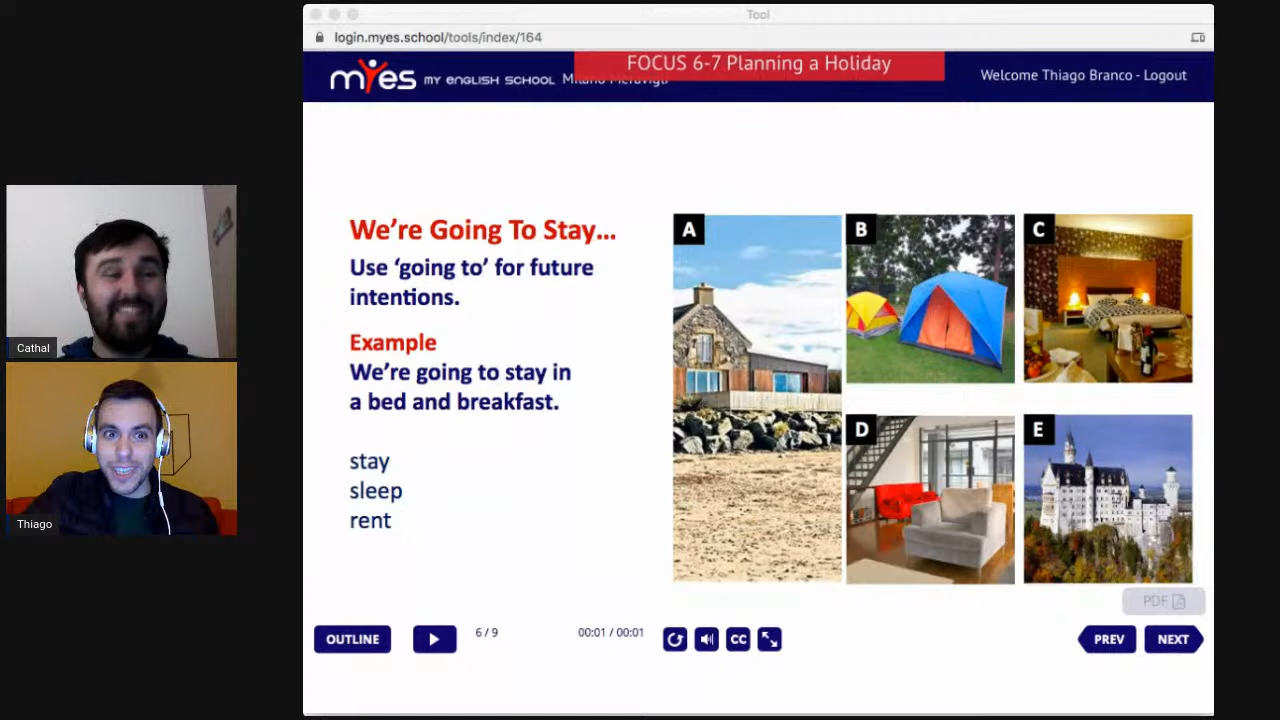 Tool
login.myes.school/tools/index/164
FOCUS 6-7 Planning a Holiday
myes MY ENGLISH SCHOOL Milano Meravigli
Welcome Thiago Branco - Logout
We're Going To Stay...
Use 'going to' for future
intentions.
Example
We're going to stay in
a bed and breakfast.
stay
sleep
rent
A
B
C
D
E
Cathal
Thiago
PDF
OUTLINE
6 / 9
00:01 / 00:01
CC
PREV
NEXT